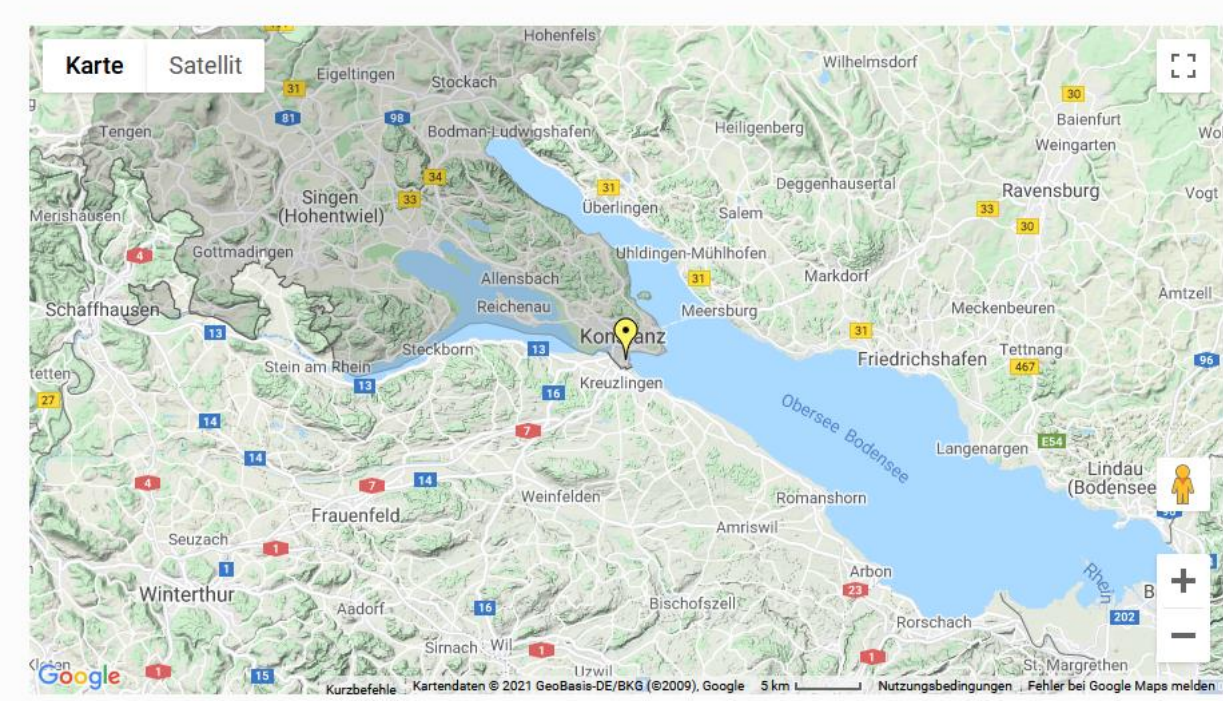 Hohenfels
Karte Satellit
Wilhelmsdorf
Eigeltingen
Stockach
31
30
81
98
Baienfurt
Tengen
Bodman-Ludwigshafen
Heiligenberg
Weingarten
34
31
Deggenhausertal
Ravensburg
Vogt
Singen
(Hohentwiel)
33
Überlingen
Salem
33
Merishausen
30
4
Gottmadingen
Uhldingen-Mühlhofen
Allensbach
31
Markdorf
Amtzell
Schaffhausen
Reichenau
Meersburg
Meckenbeuren
13
31
Steckborn
13
Friedrichshafen
Tettnang
96
Stein am Rhein
467
13
Kreuzlingen
27
16
Obersee Bodensee
14
7
E54
14
Langenargen
Lindau
(Bodensee
4
7
14
Weinfelden
Romanshorn
Frauenfeld
Amriswil
Seuzach
1
1
Arbon
Rhein
Winterthur
23
Aadorf
16
Bischofszell
Rorschach
202
Sirnach
Wil
1
1
St. Margrethen
1
15
Uzwil
Google
Kurzbefehle
Kartendaten © 2021 GeoBasis-DE/BKG (©2009), Google
5 km
Nutzungsbedingungen
Fehler bei Google Maps melden